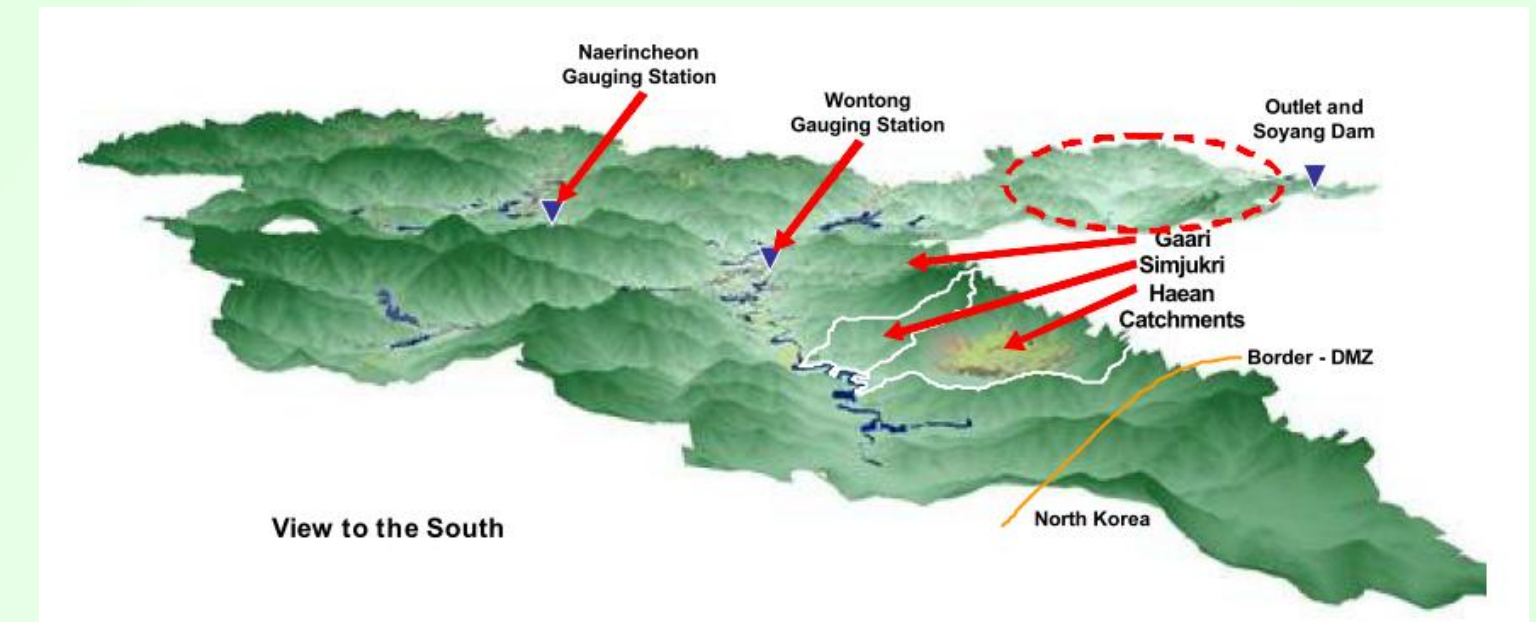 Naerincheon
Gauging Station
Wontong
Gauging Station
Outlet and
Soyang Dam
Gaari
Simjukri
Haean
Catchments
Border - DMZ
North Korea
View to the South